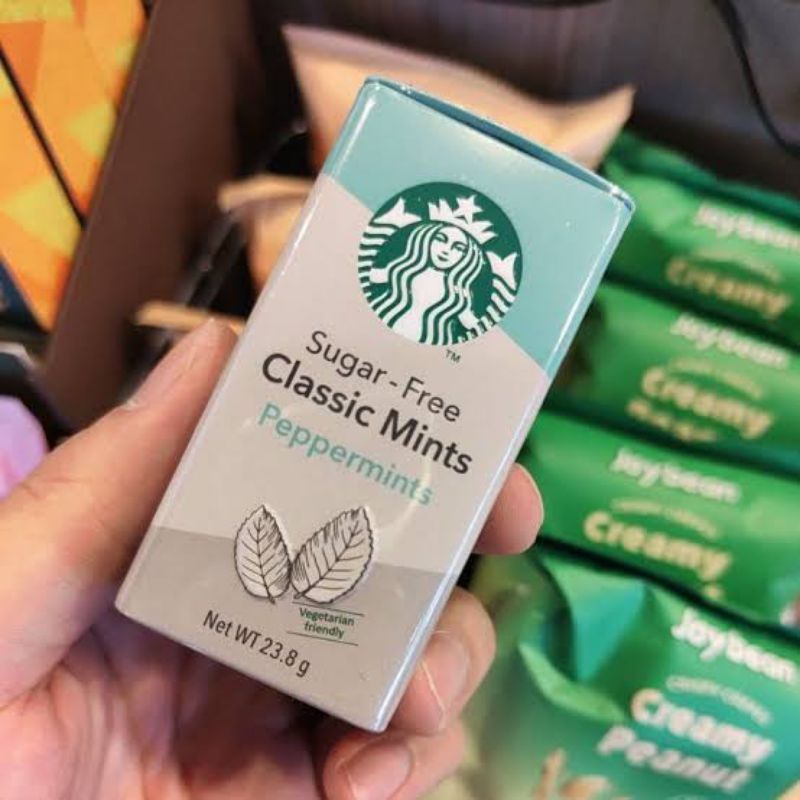 TM
Sugar-Free
Classic Mints
Peppermints
Vegetarian
friendly
Net WT 23.8 g
Joybean
Creamy
Joybean
Creamy
Joybean
Creamy
Joybean
Creamy
Peanut